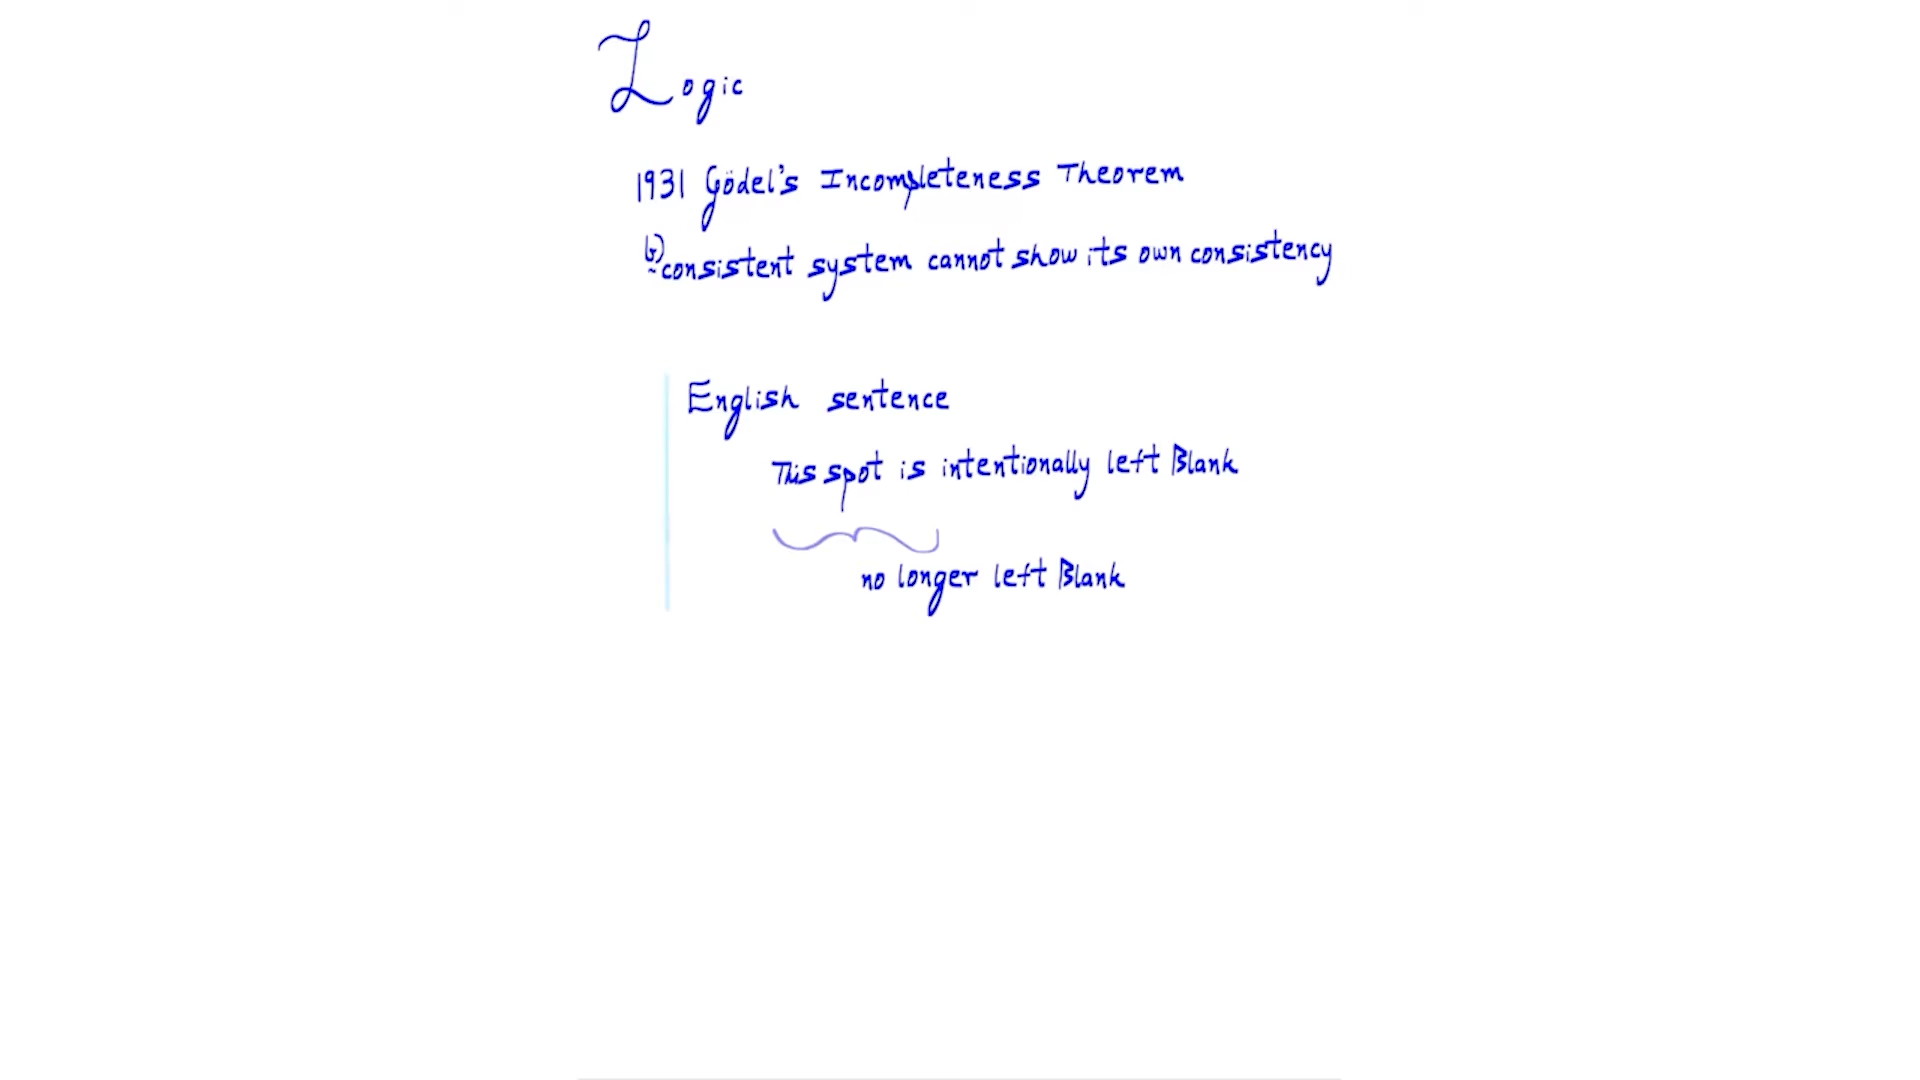 Logic
1931 Gödel's Incompleteness Theorem
b) consistent system cannot show its own consistency
English sentence
This spot is intentionally left Blank
no longer left Blank